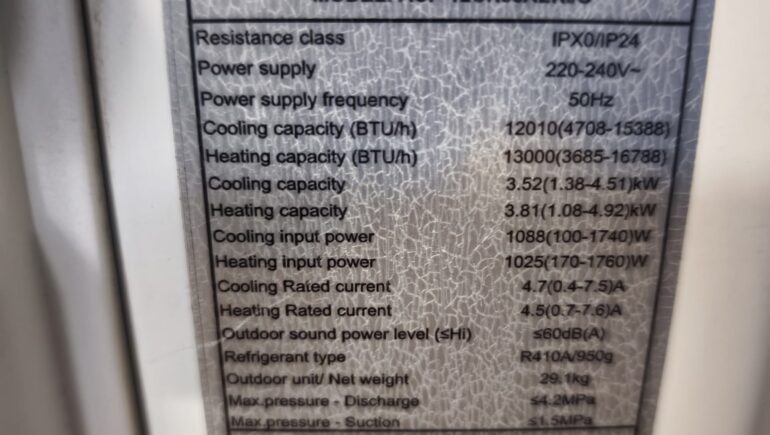 Resistance class IPX0/IP24
Power supply 220-240V~
Power supply frequency 50Hz
Cooling capacity (BTU/h) 12010(4708-15388)
Heating capacity (BTU/h) 13000(3685-16788)
Cooling capacity 3.52(1.38-4.51)kW
Heating capacity 3.81(1.08-4.92)kW
Cooling input power 1088(100-1740)W
Heating input power 1025(170-1760)W
Cooling Rated current 4.7(0.4-7.5)A
Heating Rated current 4.5(0.7-7.6)A
Outdoor sound power level (≤Hi) ≤60dB(A)
Refrigerant type R410A/950g
Outdoor unit/ Net weight 29.1kg
Max.pressure - Discharge ≤4.2MPa
Max.pressure - Suction ≤1.5MPa